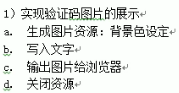 1）实现验证码图片的展示
a. 生成图片资源：背景色设定
b. 写入文字
c. 输出图片给浏览器
d. 关闭资源